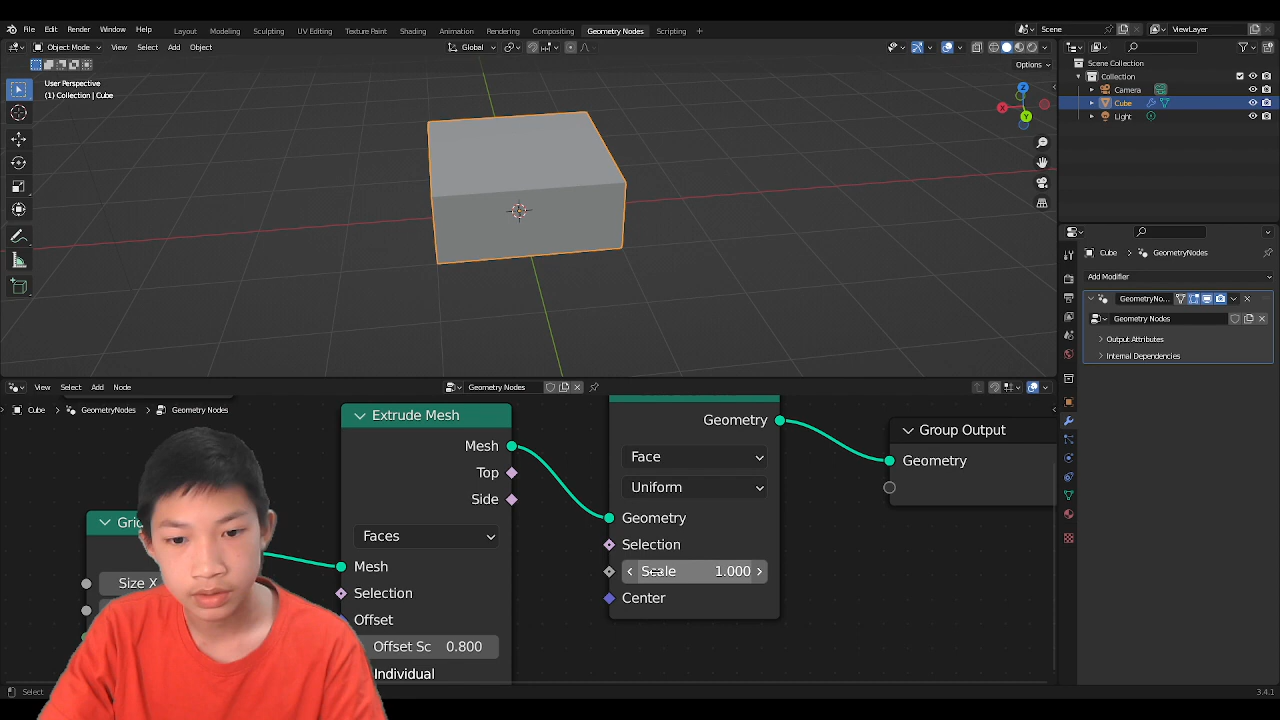 File Edit Render Window Help
Layout Modeling Sculpting UV Editing Texture Paint Shading Animation Rendering Compositing Geometry Nodes Scripting
Scene
ViewLayer
Object Mode View Select Add Object
Global
Options
User Perspective
(1) Collection | Cube
X
Y
Z
Scene Collection
Collection
Camera
Cube
Light
Cube GeometryNodes
Add Modifier
GeometryNo...
Geometry Nodes
Output Attributes
Internal Dependencies
View Select Add Node
Geometry Nodes
Cube GeometryNodes Geometry Nodes
Extrude Mesh
Mesh
Top
Side
Faces
Mesh
Selection
Offset
Offset Sc 0.800
Individual
Size X
Geometry
Face
Uniform
Geometry
Selection
Scale 1.000
Center
Group Output
Geometry
Select
3.4.1